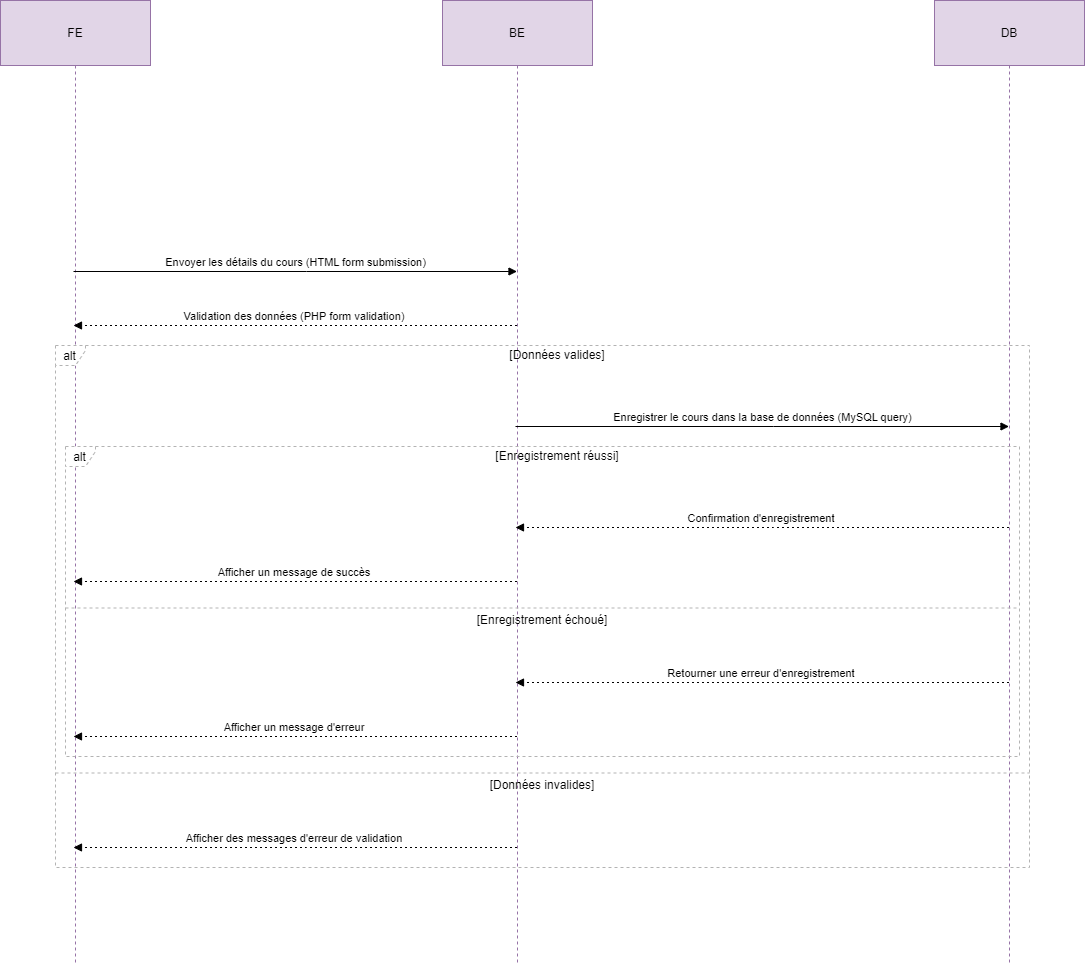 FE
BE
DB
Envoyer les détails du cours (HTML form submission)
Validation des données (PHP form validation)
alt
[Données valides]
Enregistrer le cours dans la base de données (MySQL query)
alt
[Enregistrement réussi]
Confirmation d'enregistrement
Afficher un message de succès
[Enregistrement échoué]
Retourner une erreur d'enregistrement
Afficher un message d'erreur
[Données invalides]
Afficher des messages d'erreur de validation